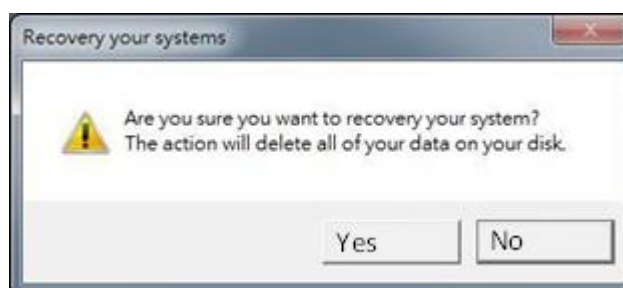 Recovery your systems
Are you sure you want to recovery your system?
The action will delete all of your data on your disk.
Yes
No